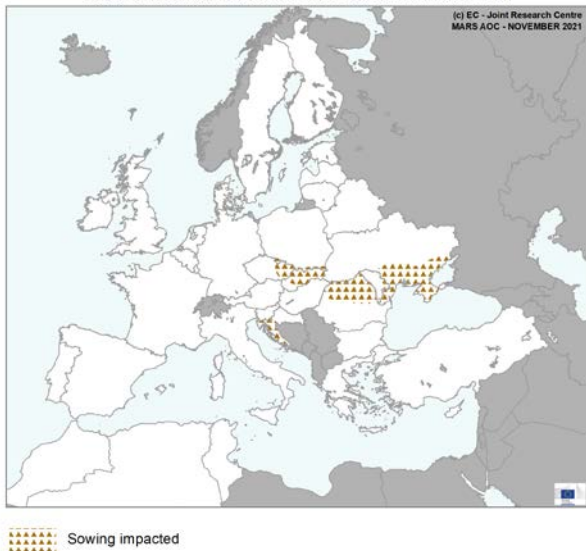 (c) EC - Joint Research Centre
MARS AOC - NOVEMBER 2021
Sowing impacted